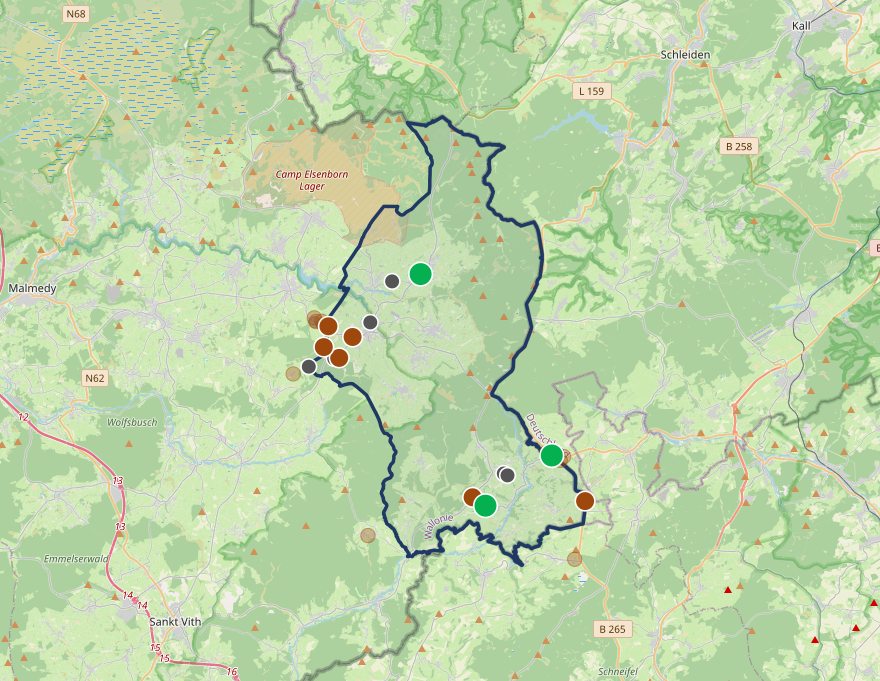 N68
Kall
Schleiden
L 159
B 258
Camp Elsenborn
Lager
Malmedy
N62
12
Wolfsbusch
Deutschl
13
13
Wallonie
Emmelserwald
14
14
Sankt Vith
B 265
15
15
16
Schneifel